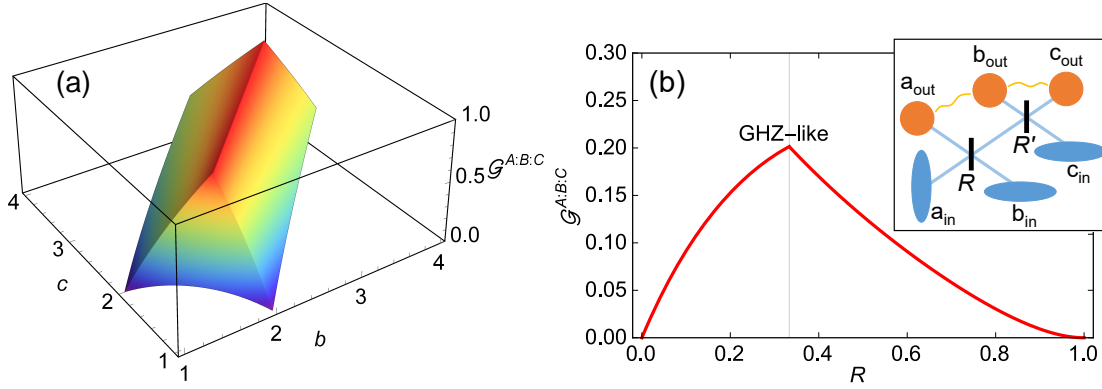 (a)
1.0
0.5
0.0
𝒢^{A:B:C}
4
3
2
1
c
1
2
3
4
b
(b)
0.30
0.25
0.20
0.15
0.10
0.05
0.00
𝒢^{A:B:C}
0.0 0.2 0.4 0.6 0.8 1.0
R
GHZ−like
a_out
b_out
c_out
R′
R
c_in
b_in
a_in